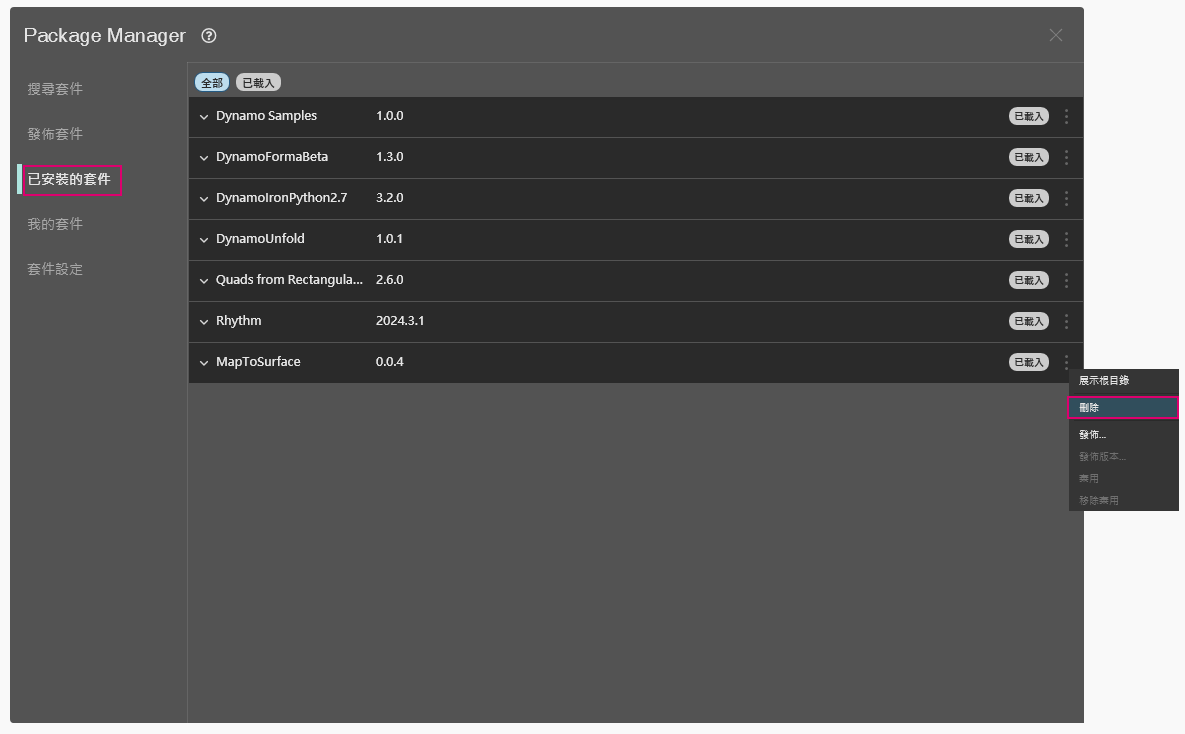 Package Manager
搜尋套件
發佈套件
已安裝的套件
我的套件
套件設定
全部 已載入
Dynamo Samples 1.0.0 已載入
DynamoFormaBeta 1.3.0 已載入
DynamoIronPython2.7 3.2.0 已載入
DynamoUnfold 1.0.1 已載入
Quads from Rectangula... 2.6.0 已載入
Rhythm 2024.3.1 已載入
MapToSurface 0.0.4 已載入
展示根目錄
刪除
發佈...
發佈版本...
棄用
移除棄用